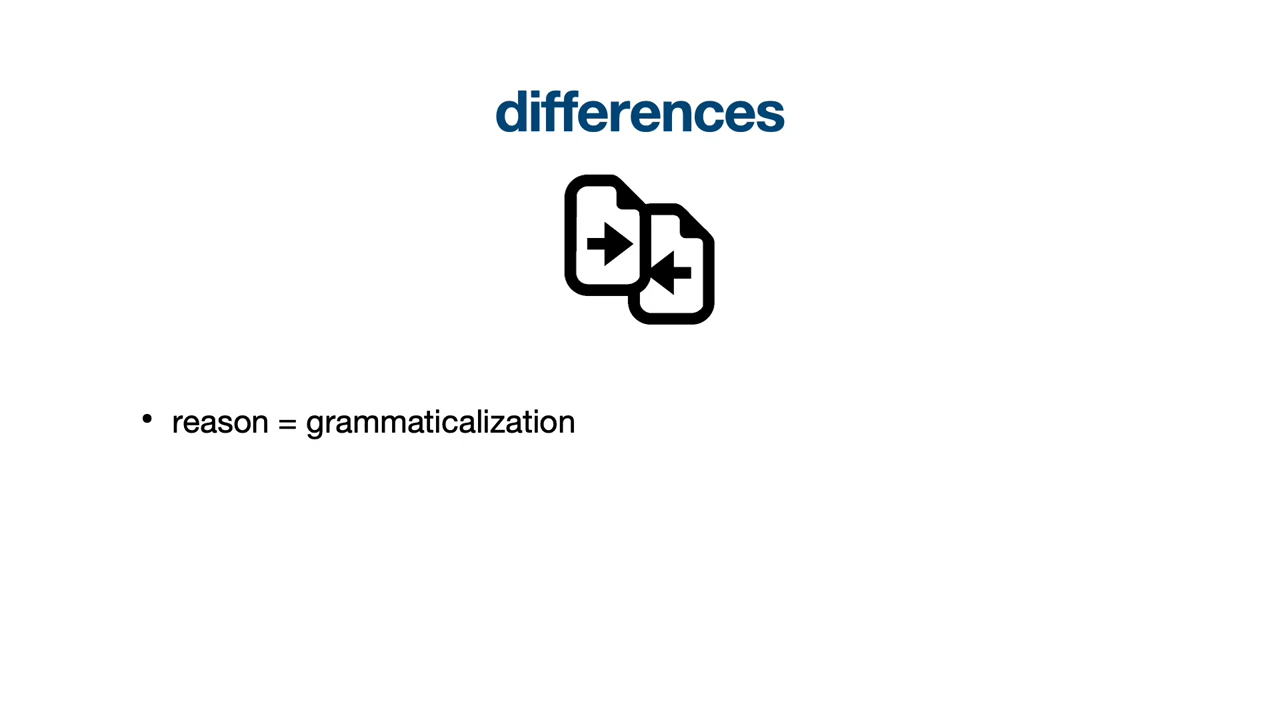 differences
• reason = grammaticalization